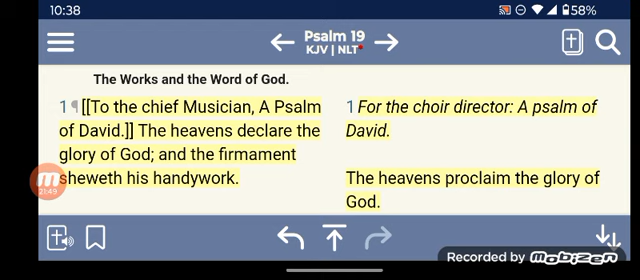 10:38
58%
Psalm 19
KJV | NLT
The Works and the Word of God.
1 ¶ [[To the chief Musician, A Psalm
of David.]] The heavens declare the
glory of God; and the firmament
sheweth his handywork.
1 For the choir director: A psalm of
David.
The heavens proclaim the glory of
God.
M
21:49
Recorded by Mobizen